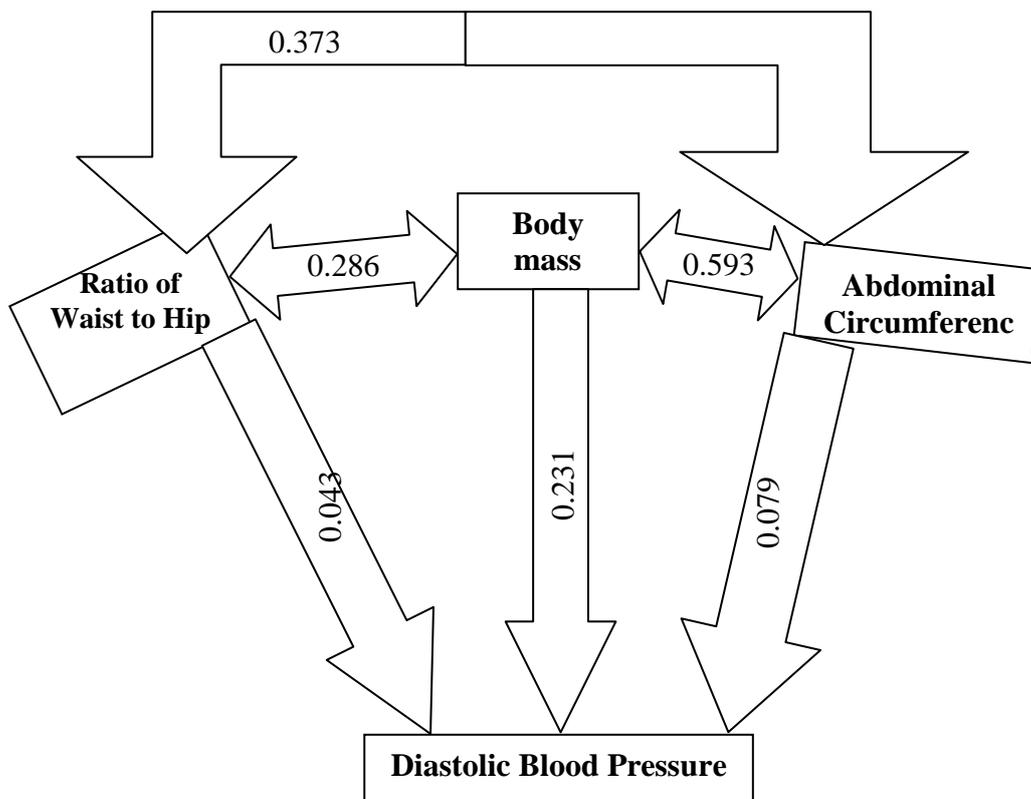 0.373
Body
mass
0.286
0.593
Ratio of
Waist to Hip
Abdominal
Circumferenc
0.043
0.231
0.079
Diastolic Blood Pressure